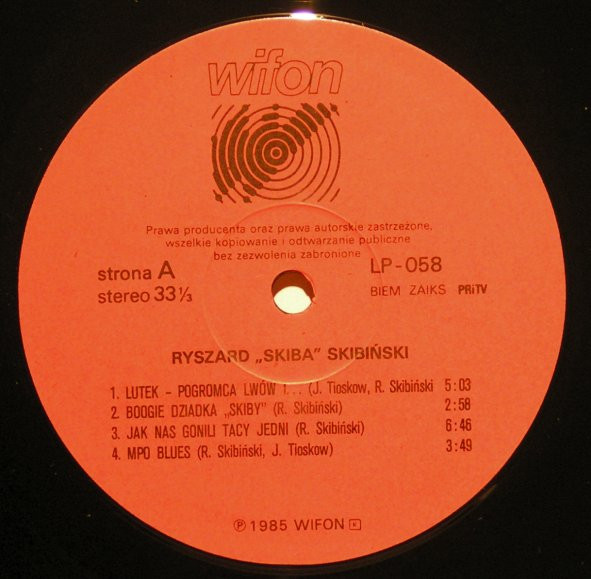 wifon
Prawa producenta oraz prawa autorskie zastrzeżone,
wszelkie kopiowanie i odtwarzanie publiczne
bez zezwolenia zabronione
strona A
stereo 33 ⅓
LP-058
BIEM ZAIKS PRiTV
RYSZARD „SKIBA” SKIBIŃSKI
1. LUTEK - POGROMCA LWÓW I... (J. Tioskow, R. Skibiński 5:03
2. BOOGIE DZIADKA „SKIBY” (R. Skibiński) 2:58
3. JAK NAS GONILI TACY JEDNI (R. Skibiński) 6:46
4. MPO BLUES (R. Skibiński, J. Tioskow) 3:49
Ⓟ 1985 WIFON K